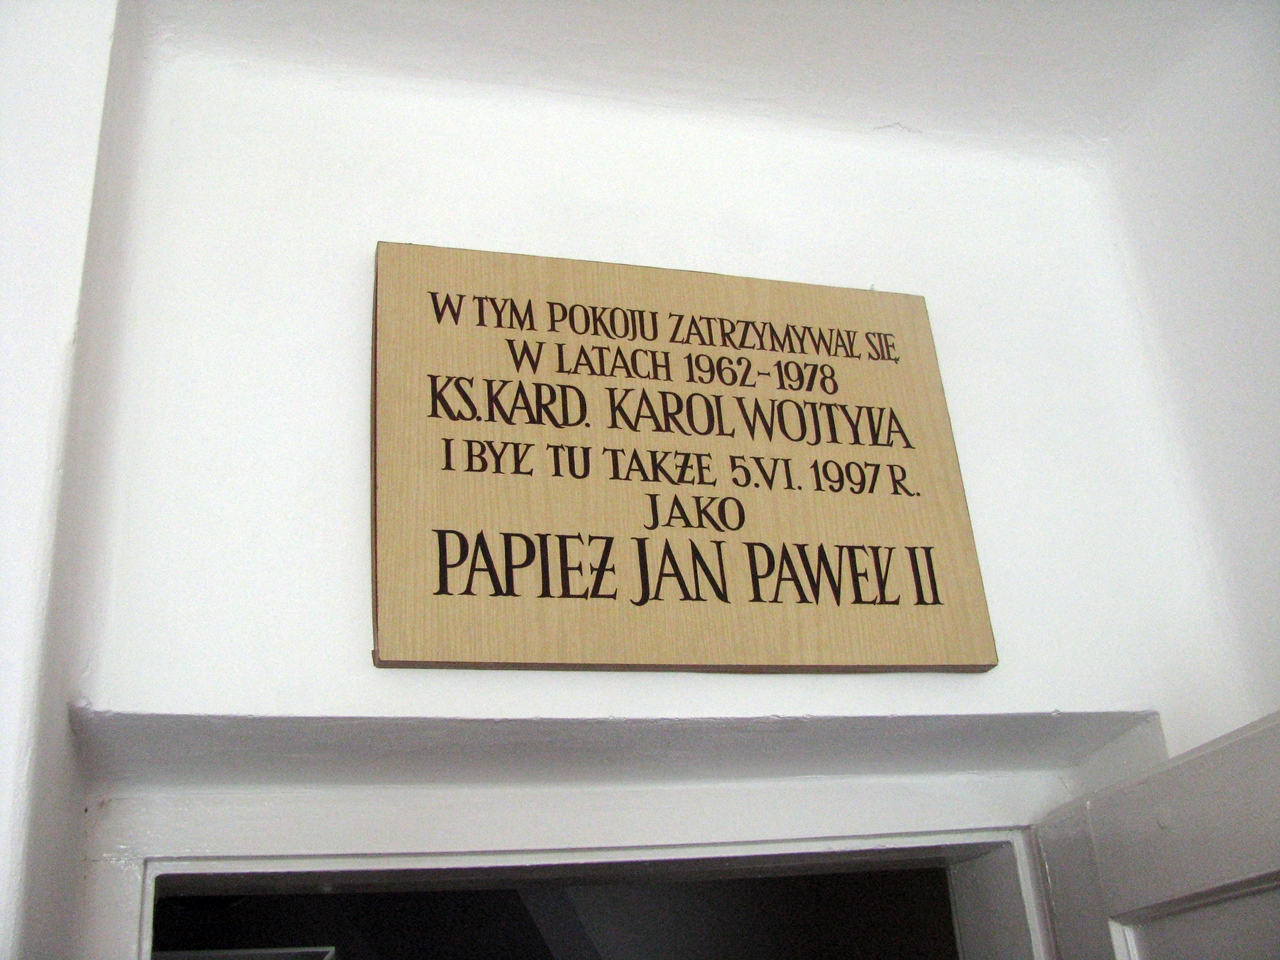 W TYM POKOJU ZATRZYMYWAŁ SIĘ
W LATACH 1962-1978
KS. KARD. KAROL WOJTYŁA
I BYŁ TU TAKŻE 5.VI. 1997 R.
JAKO
PAPIEŻ JAN PAWEŁ II